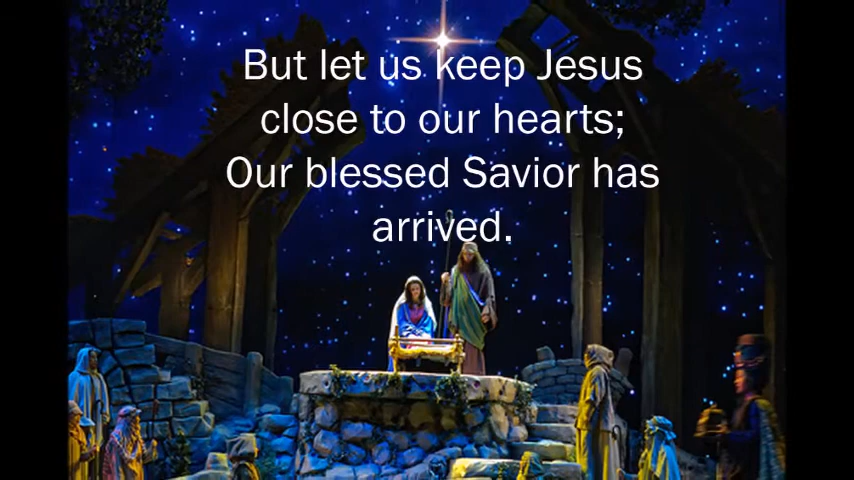 But let us keep Jesus
close to our hearts;
Our blessed Savior has
arrived.